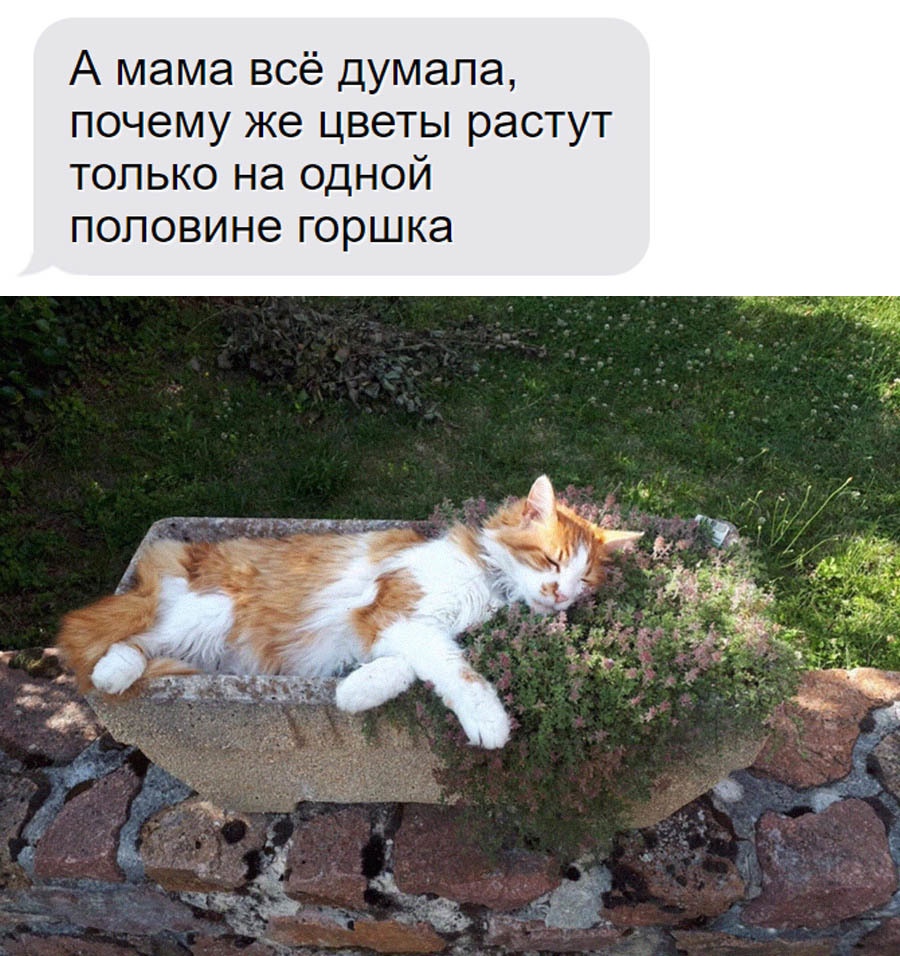 А мама всё думала,
почему же цветы растут
только на одной
половине горшка